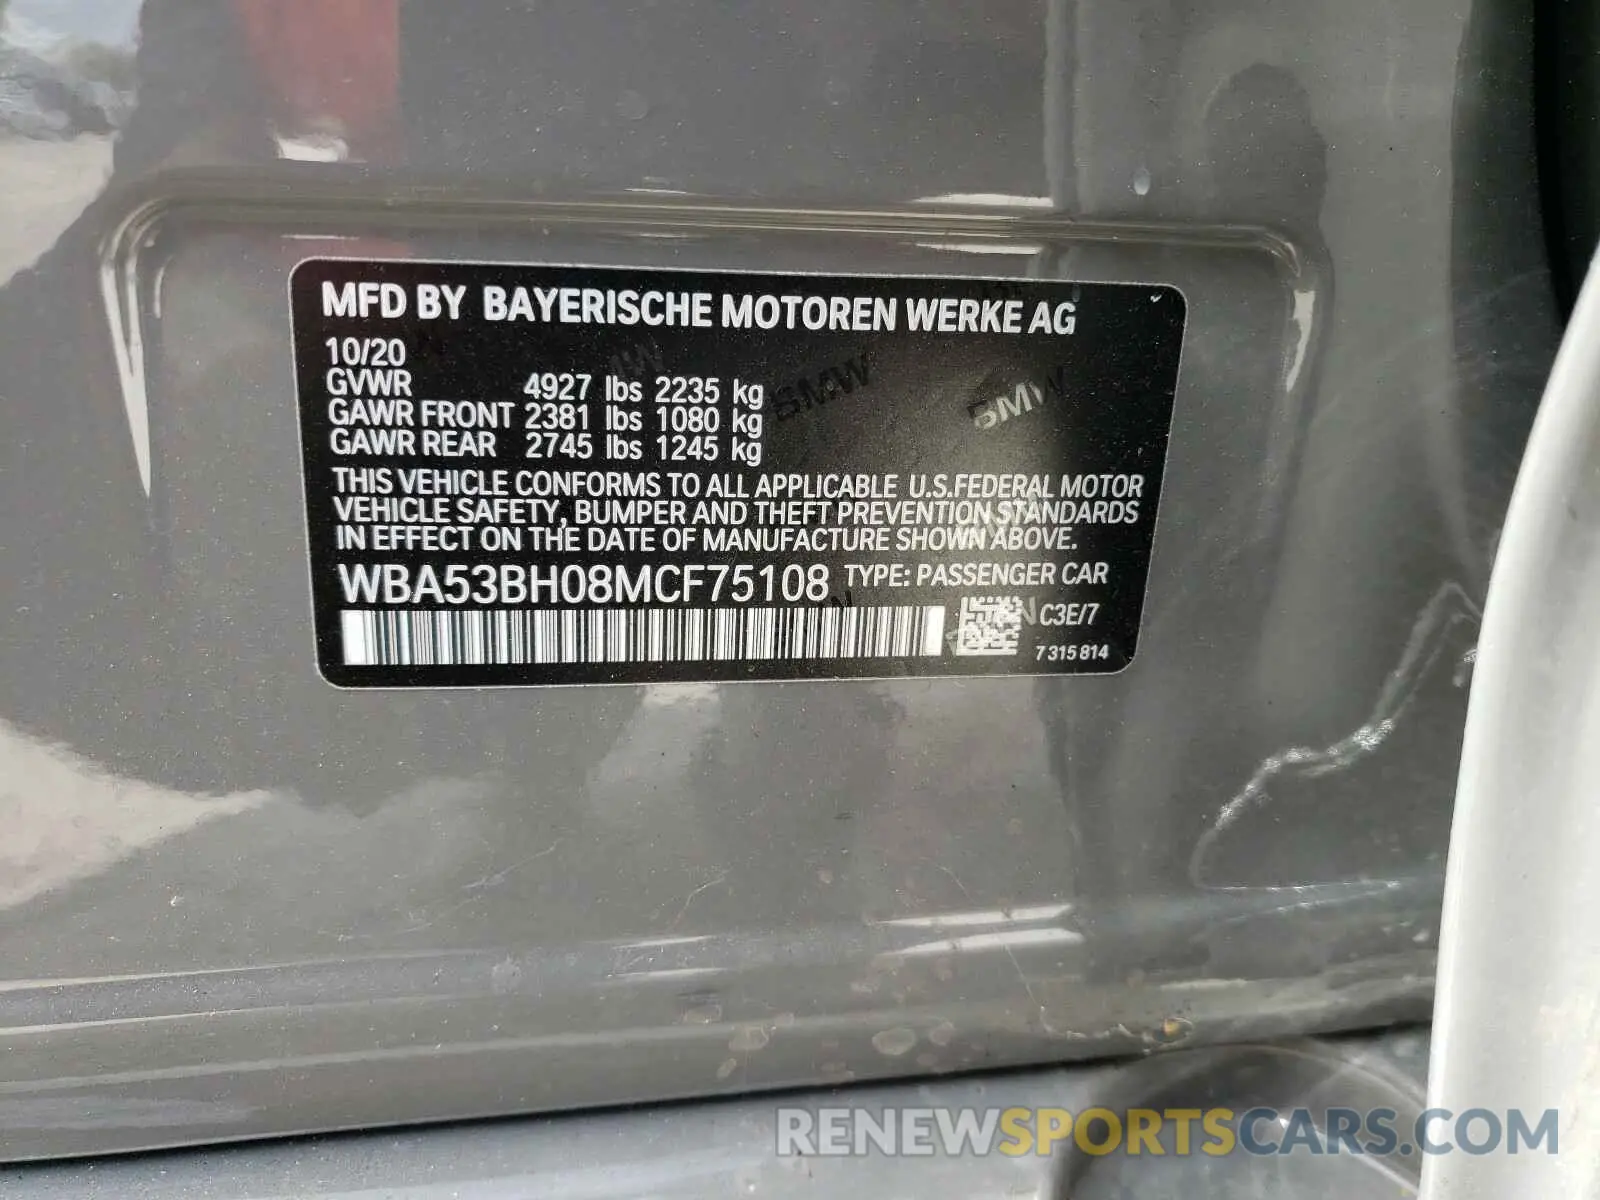 MFD BY BAYERISCHE MOTOREN WERKE AG
10/20
GVWR 4927 lbs 2235 kg
GAWR FRONT 2381 lbs 1080 kg
GAWR REAR 2745 lbs 1245 kg
THIS VEHICLE CONFORMS TO ALL APPLICABLE U.S.FEDERAL MOTOR
VEHICLE SAFETY, BUMPER AND THEFT PREVENTION STANDARDS
IN EFFECT ON THE DATE OF MANUFACTURE SHOWN ABOVE.
WBA53BH08MCF75108 TYPE: PASSENGER CAR
C3E/7
7 315 814
BMW
BMW
RENEWSPORTSCARS.COM